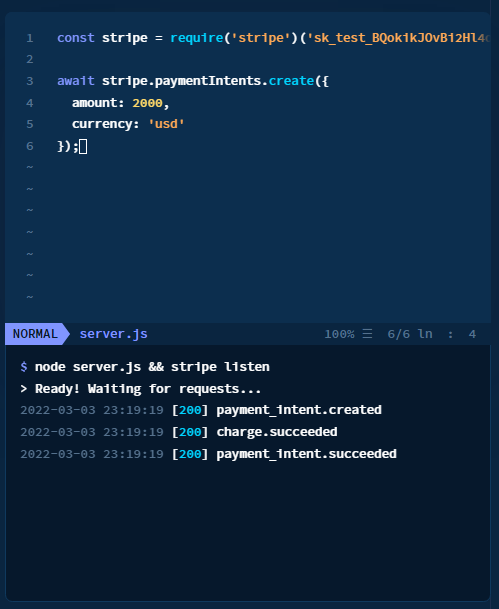 1 const stripe = require('stripe')('sk_test_BQokikJOvBi2Hl4
2
3 await stripe.paymentIntents.create({
4 amount: 2000,
5 currency: 'usd'
6 });
~
~
~
~
~
~
~
NORMAL server.js 100% ☰ 6/6 ln : 4
$ node server.js && stripe listen
> Ready! Waiting for requests...
2022-03-03 23:19:19 [200] payment_intent.created
2022-03-03 23:19:19 [200] charge.succeeded
2022-03-03 23:19:19 [200] payment_intent.succeeded